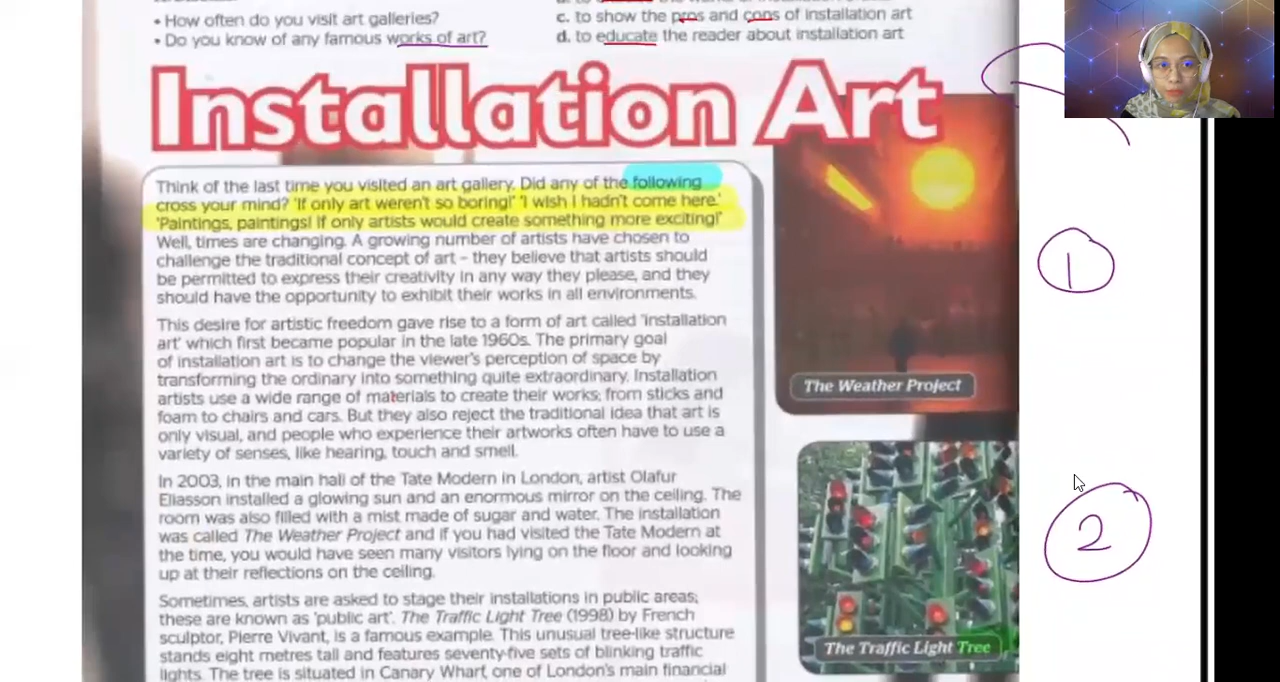 • How often do you visit art galleries?
• Do you know of any famous works of art?
c. to show the pros and cons of installation art
d. to educate the reader about installation art
Installation Art
Think of the last time you visited an art gallery. Did any of the following
cross your mind? 'If only art weren't so boring!' 'I wish I hadn't come here.'
'Paintings, paintings! If only artists would create something more exciting!'
Well, times are changing. A growing number of artists have chosen to
challenge the traditional concept of art - they believe that artists should
be permitted to express their creativity in any way they please, and they
should have the opportunity to exhibit their works in all environments.
This desire for artistic freedom gave rise to a form of art called 'installation
art' which first became popular in the late 1960s. The primary goal
of installation art is to change the viewer's perception of space by
transforming the ordinary into something quite extraordinary. Installation
artists use a wide range of materials to create their works; from sticks and
foam to chairs and cars. But they also reject the traditional idea that art is
only visual, and people who experience their artworks often have to use a
variety of senses, like hearing, touch and smell.
In 2003, in the main hall of the Tate Modern in London, artist Olafur
Eliasson installed a glowing sun and an enormous mirror on the ceiling. The
room was also filled with a mist made of sugar and water. The installation
was called The Weather Project and if you had visited the Tate Modern at
the time, you would have seen many visitors lying on the floor and looking
up at their reflections on the ceiling.
Sometimes, artists are asked to stage their installations in public areas;
these are known as 'public art'. The Traffic Light Tree (1998) by French
sculptor, Pierre Vivant, is a famous example. This unusual tree-like structure
stands eight metres tall and features seventy-five sets of blinking traffic
lights. The tree is situated in Canary Wharf, one of London's main financial
The Weather Project
The Traffic Light Tree
1
2